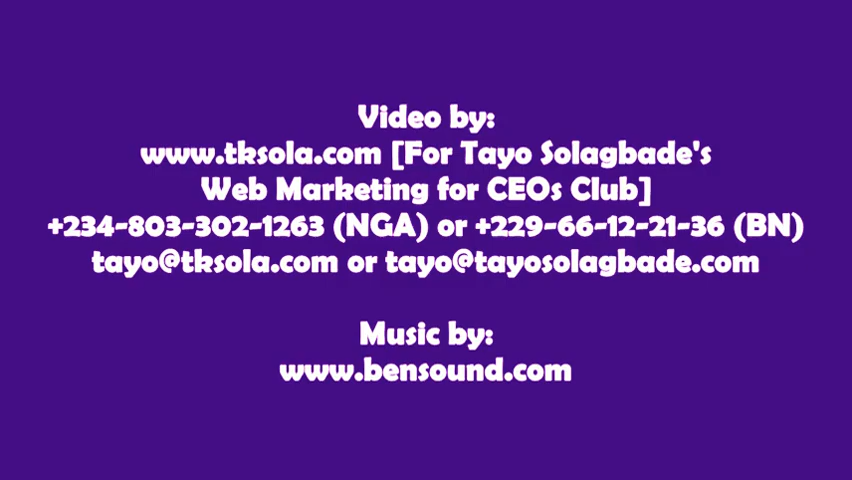 Video by:
www.tksola.com [For Tayo Solagbade's
Web Marketing for CEOs Club]
+234-803-302-1263 (NGA) or +229-66-12-21-36 (BN)
tayo@tksola.com or tayo@tayosolagbade.com
Music by:
www.bensound.com